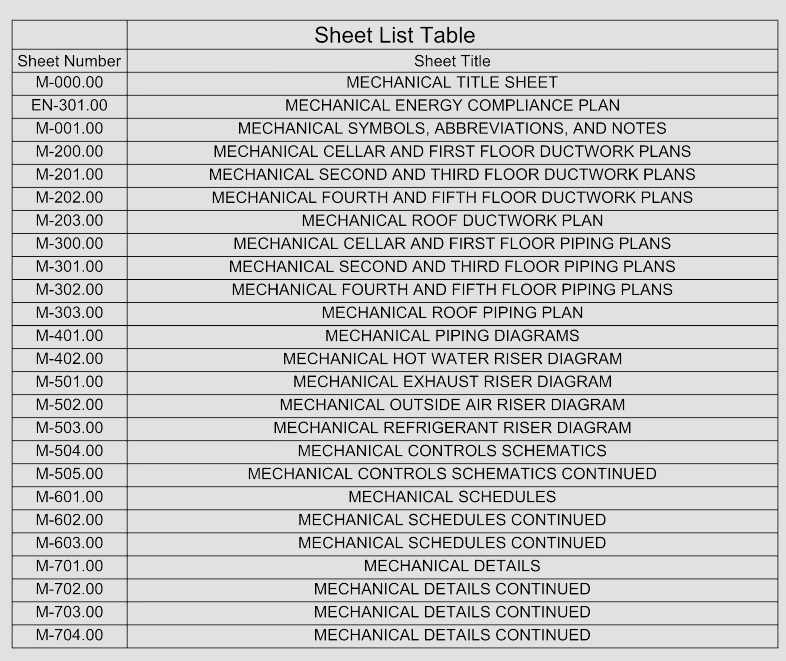 Sheet List Table
Sheet Number Sheet Title
M-000.00 MECHANICAL TITLE SHEET
EN-301.00 MECHANICAL ENERGY COMPLIANCE PLAN
M-001.00 MECHANICAL SYMBOLS, ABBREVIATIONS, AND NOTES
M-200.00 MECHANICAL CELLAR AND FIRST FLOOR DUCTWORK PLANS
M-201.00 MECHANICAL SECOND AND THIRD FLOOR DUCTWORK PLANS
M-202.00 MECHANICAL FOURTH AND FIFTH FLOOR DUCTWORK PLANS
M-203.00 MECHANICAL ROOF DUCTWORK PLAN
M-300.00 MECHANICAL CELLAR AND FIRST FLOOR PIPING PLANS
M-301.00 MECHANICAL SECOND AND THIRD FLOOR PIPING PLANS
M-302.00 MECHANICAL FOURTH AND FIFTH FLOOR PIPING PLANS
M-303.00 MECHANICAL ROOF PIPING PLAN
M-401.00 MECHANICAL PIPING DIAGRAMS
M-402.00 MECHANICAL HOT WATER RISER DIAGRAM
M-501.00 MECHANICAL EXHAUST RISER DIAGRAM
M-502.00 MECHANICAL OUTSIDE AIR RISER DIAGRAM
M-503.00 MECHANICAL REFRIGERANT RISER DIAGRAM
M-504.00 MECHANICAL CONTROLS SCHEMATICS
M-505.00 MECHANICAL CONTROLS SCHEMATICS CONTINUED
M-601.00 MECHANICAL SCHEDULES
M-602.00 MECHANICAL SCHEDULES CONTINUED
M-603.00 MECHANICAL SCHEDULES CONTINUED
M-701.00 MECHANICAL DETAILS
M-702.00 MECHANICAL DETAILS CONTINUED
M-703.00 MECHANICAL DETAILS CONTINUED
M-704.00 MECHANICAL DETAILS CONTINUED